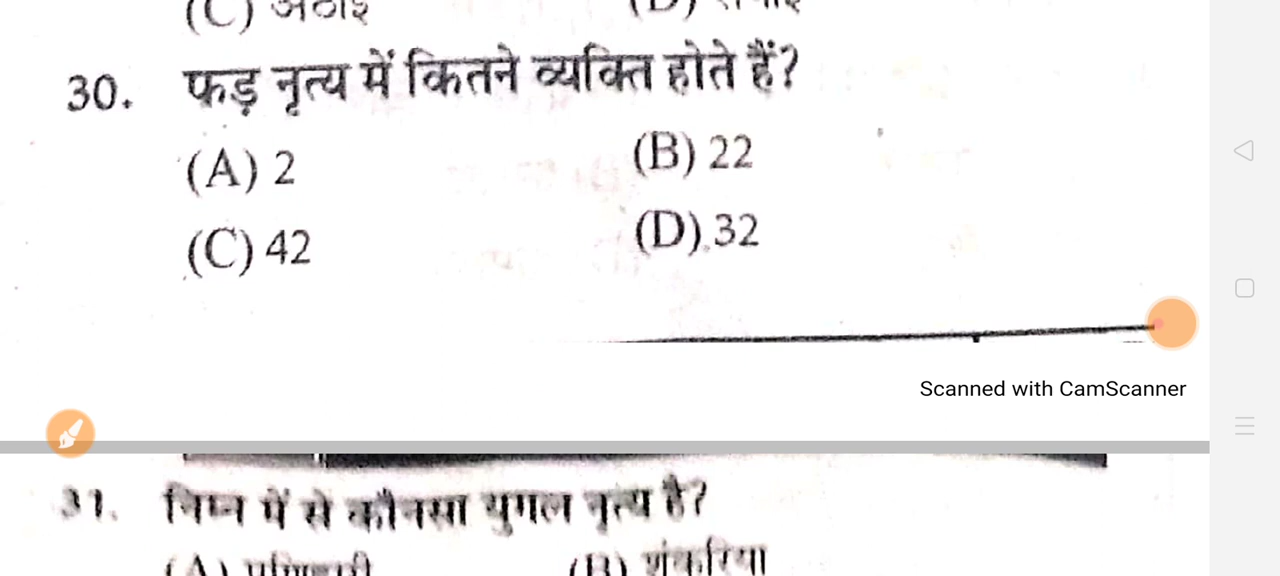 30. फड़ नृत्य में कितने व्यक्ति होते हैं?
(A) 2 (B) 22
(C) 42 (D) 32
Scanned with CamScanner
31. निम्न में से कौनसा युगल नृत्य है?
(B) शंकरिया